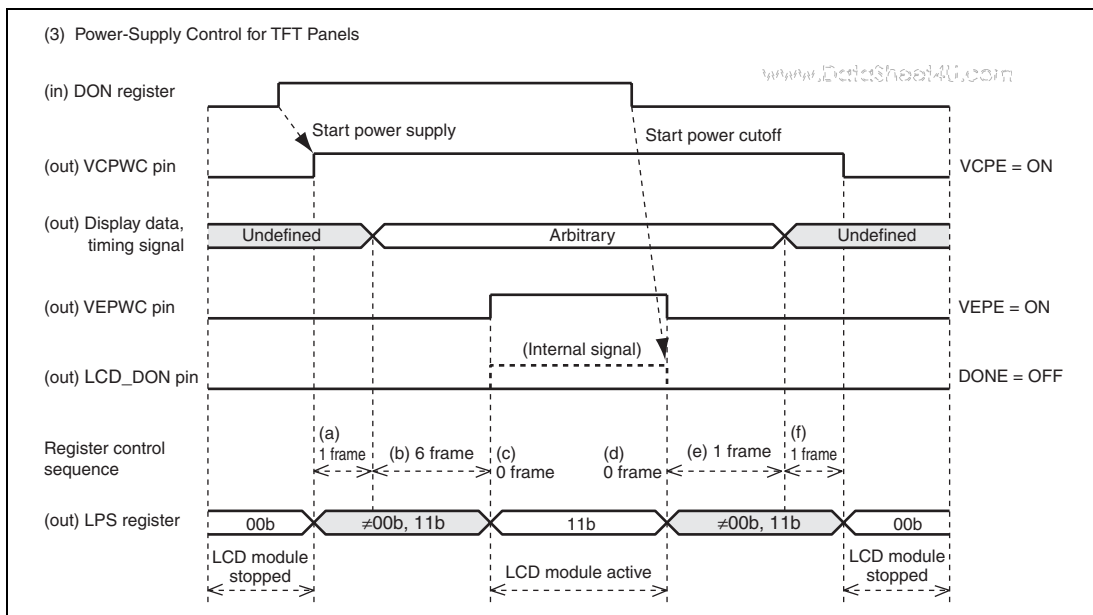 (3) Power-Supply Control for TFT Panels
www.DataSheet4U.com
(in) DON register
Start power supply
Start power cutoff
(out) VCPWC pin
VCPE = ON
(out) Display data,
timing signal
Undefined
Arbitrary
Undefined
(out) VEPWC pin
VEPE = ON
(Internal signal)
(out) LCD_DON pin
DONE = OFF
Register control
sequence
(a)
1 frame
(b) 6 frame
(c)
0 frame
(d)
0 frame
(e) 1 frame
(f)
1 frame
(out) LPS register
00b
≠00b, 11b
11b
≠00b, 11b
00b
LCD module
stopped
LCD module active
LCD module
stopped